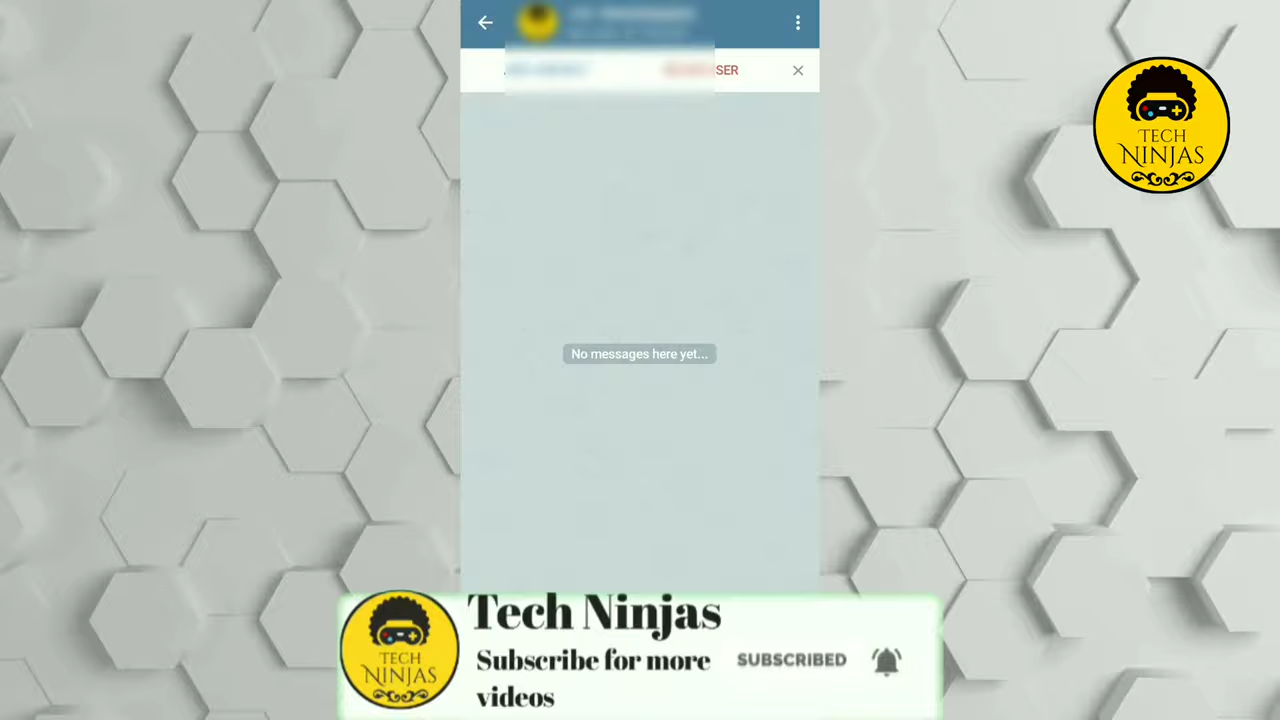 SER
TECH
NINJAS
No messages here yet...
Tech Ninjas
Subscribe for more
videos
SUBSCRIBED
TECH
NINJAS